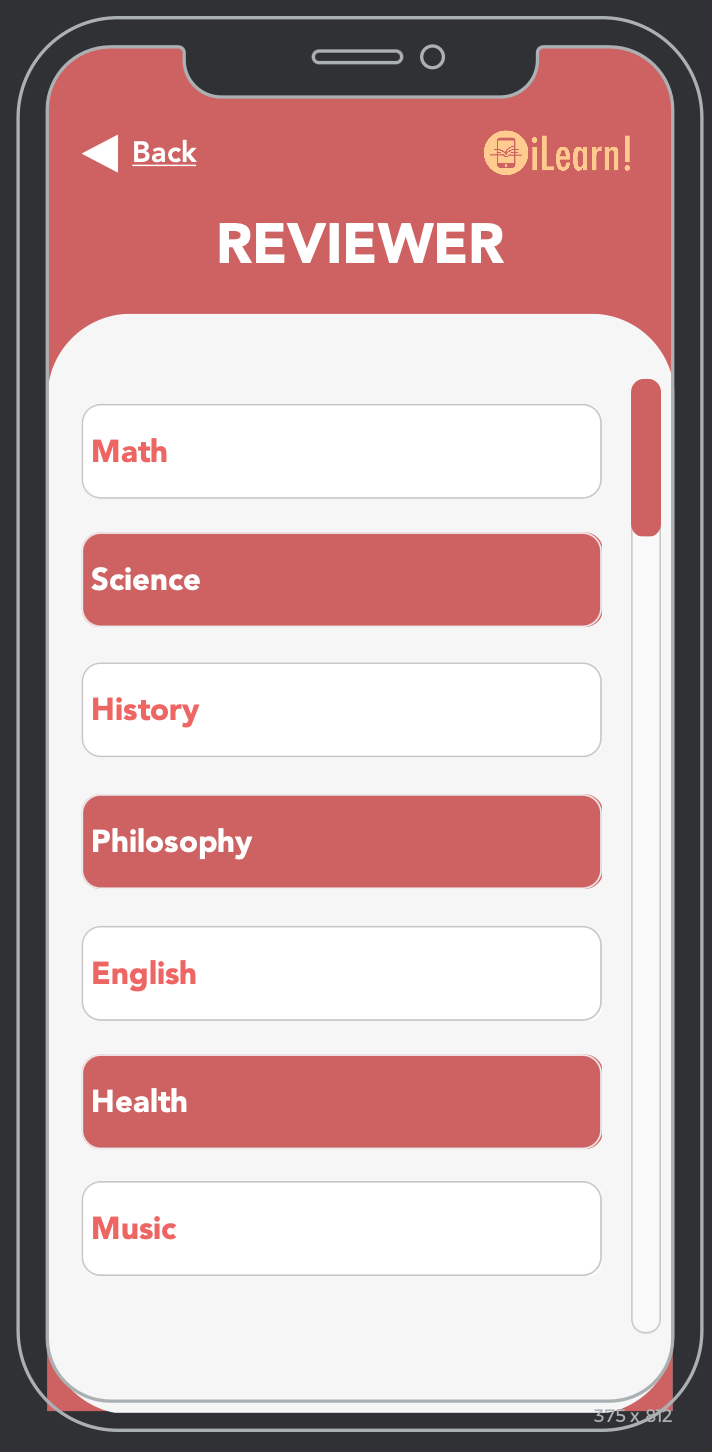 Back
iLearn!
REVIEWER
Math
Science
History
Philosophy
English
Health
Music
375 x 812